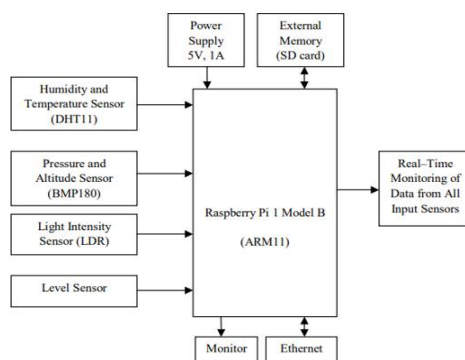 Power
Supply
5V, 1A
External
Memory
(SD card)
Humidity and
Temperature Sensor
(DHT11)
Pressure and
Altitude Sensor
(BMP180)
Light Intensity
Sensor (LDR)
Level Sensor
Raspberry Pi 1 Model B
(ARM11)
Real–Time
Monitoring of
Data from All
Input Sensors
Monitor
Ethernet